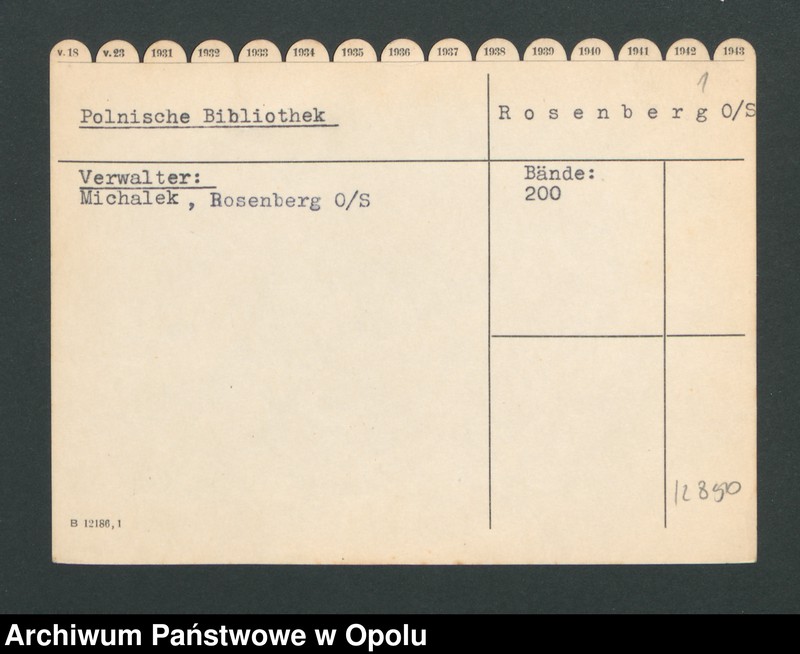 v. 18 v. 23 1931 1932 1933 1934 1935 1936 1937 1938 1939 1940 1941 1942 1943
1
Polnische Bibliothek
Rosenberg O/S
Verwalter:
Michalek, Rosenberg O/S
Bände:
200
12890
B 12186, 1
Archiwum Państwowe w Opolu